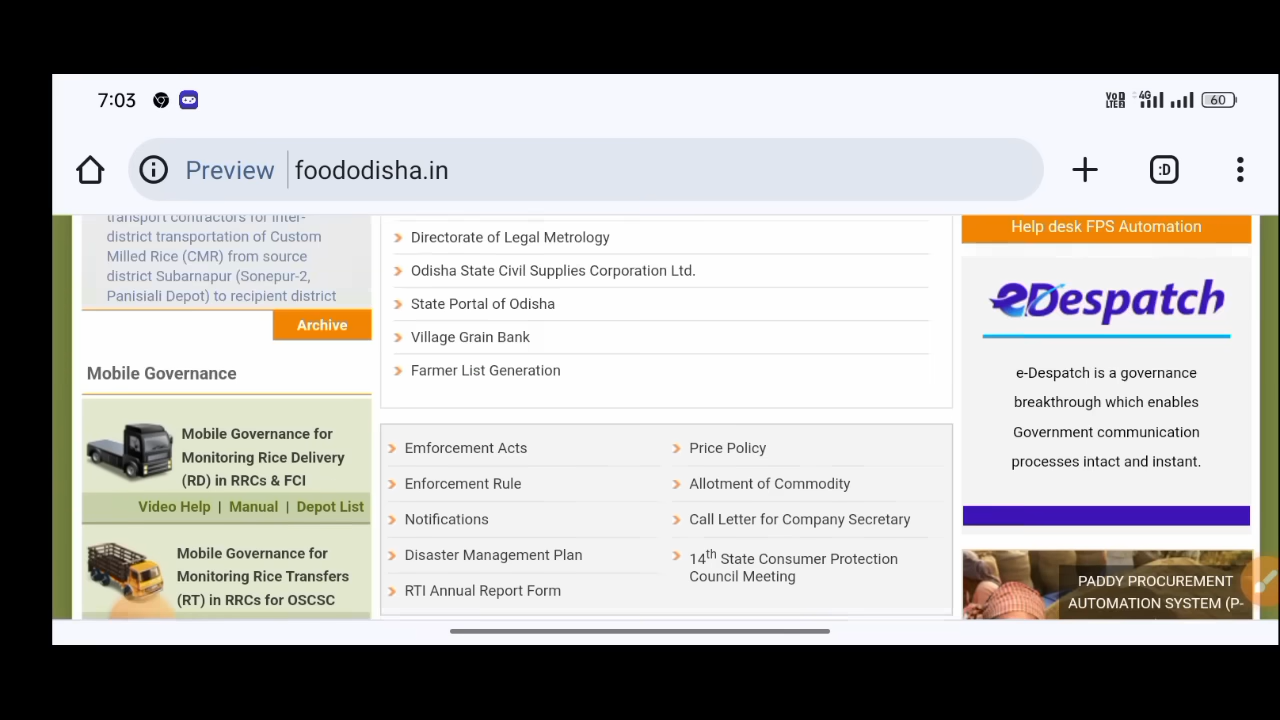 7:03
VoD LTE2 4G 60
Preview foododisha.in :D
transport contractors for inter-
district transportation of Custom
Milled Rice (CMR) from source
district Subarnapur (Sonepur-2,
Panisiali Depot) to recipient district
Archive
Mobile Governance
Mobile Governance for
Monitoring Rice Delivery
(RD) in RRCs & FCI
Video Help | Manual | Depot List
Mobile Governance for
Monitoring Rice Transfers
(RT) in RRCs for OSCSC
Directorate of Legal Metrology
Odisha State Civil Supplies Corporation Ltd.
State Portal of Odisha
Village Grain Bank
Farmer List Generation
Emforcement Acts
Enforcement Rule
Notifications
Disaster Management Plan
RTI Annual Report Form
Price Policy
Allotment of Commodity
Call Letter for Company Secretary
14th State Consumer Protection
Council Meeting
Help desk FPS Automation
eDespatch
e-Despatch is a governance
breakthrough which enables
Government communication
processes intact and instant.
PADDY PROCUREMENT
AUTOMATION SYSTEM (P-